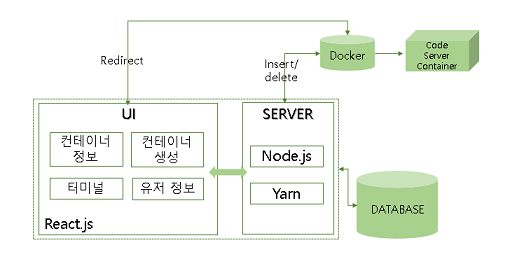 Redirect
Insert/
delete
Docker
Code
Server
Container
UI
컨테이너
정보
컨테이너
생성
터미널
유저 정보
React.js
SERVER
Node.js
Yarn
DATABASE